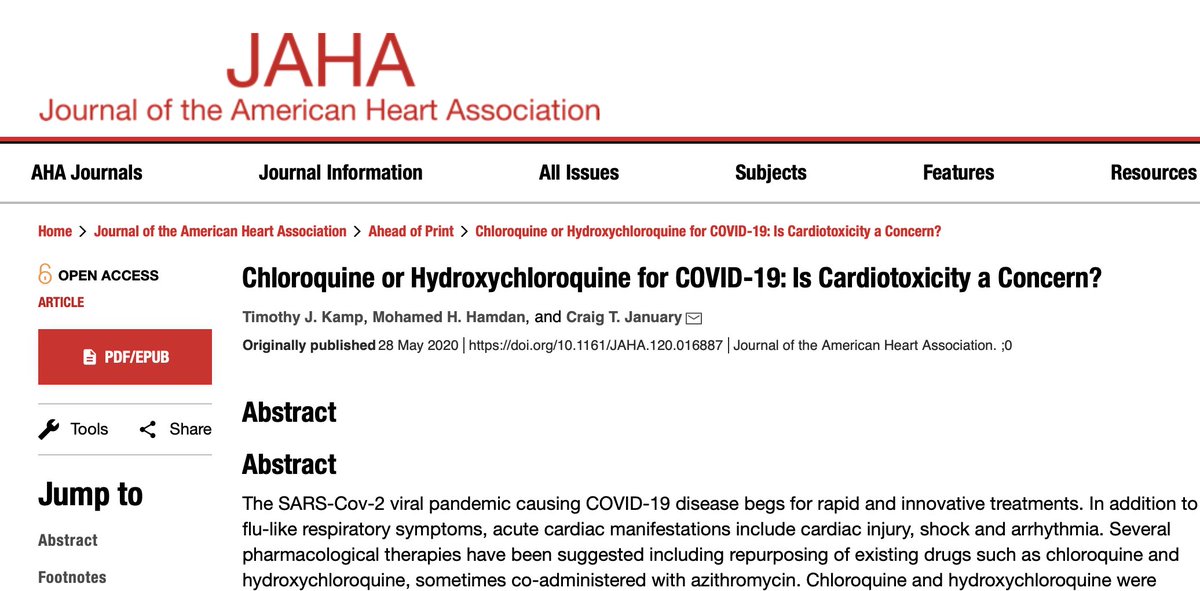 JAHA
Journal of the American Heart Association
AHA Journals Journal Information All Issues Subjects Features Resources
Home > Journal of the American Heart Association > Ahead of Print > Chloroquine or Hydroxychloroquine for COVID-19: Is Cardiotoxicity a Concern?
OPEN ACCESS
ARTICLE
PDF/EPUB
Tools Share
Jump to
Abstract
Footnotes
Chloroquine or Hydroxychloroquine for COVID-19: Is Cardiotoxicity a Concern?
Timothy J. Kamp, Mohamed H. Hamdan, and Craig T. January
Originally published 28 May 2020 | https://doi.org/10.1161/JAHA.120.016887 | Journal of the American Heart Association. ;0
Abstract
Abstract
The SARS-Cov-2 viral pandemic causing COVID-19 disease begs for rapid and innovative treatments. In addition to
flu-like respiratory symptoms, acute cardiac manifestations include cardiac injury, shock and arrhythmia. Several
pharmacological therapies have been suggested including repurposing of existing drugs such as chloroquine and
hydroxychloroquine, sometimes co-administered with azithromycin. Chloroquine and hydroxychloroquine were